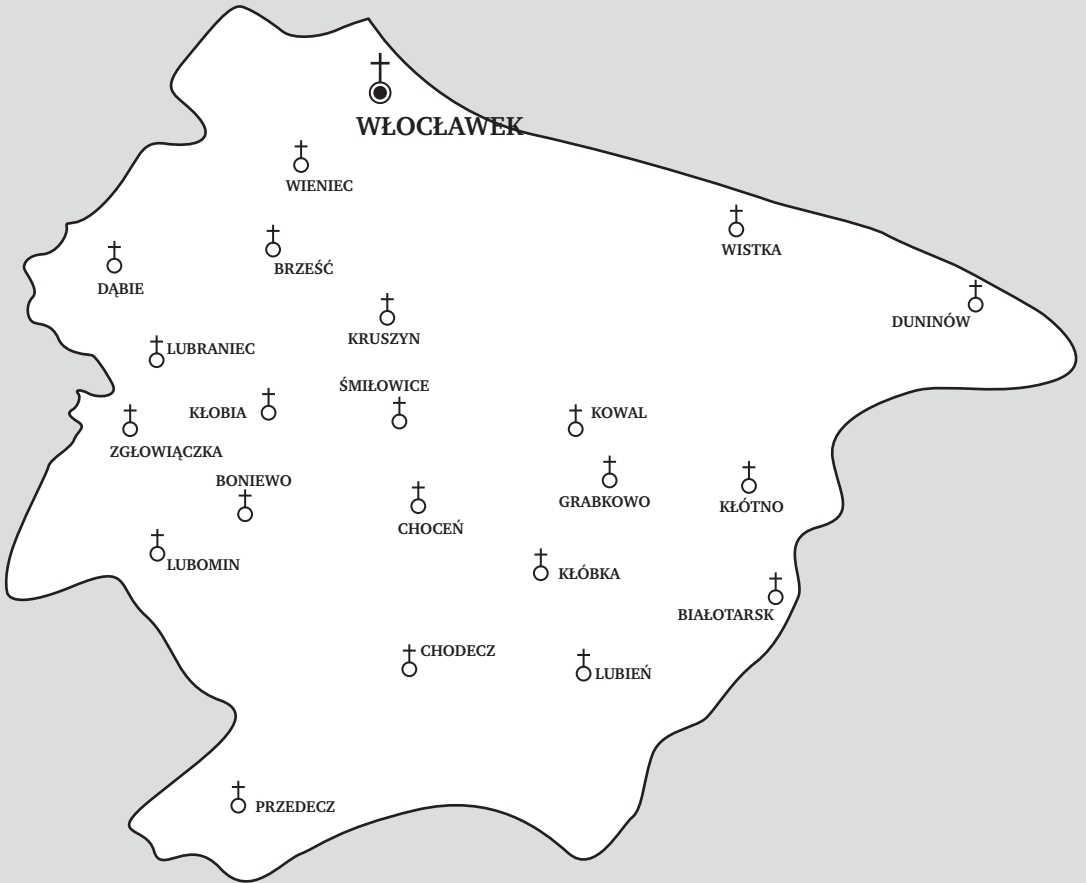 WŁOCŁAWEK
WIENIEC
WISTKA
BRZEŚĆ
DĄBIE
DUNINÓW
KRUSZYN
LUBRANIEC
ŚMIŁOWICE
KŁOBIA
KOWAL
ZGŁOWIĄCZKA
BONIEWO
GRABKOWO
KŁÓTNO
CHOCEŃ
LUBOMIN
KŁÓBKA
BIAŁOTARSK
CHODECZ
LUBIEŃ
PRZEDECZ